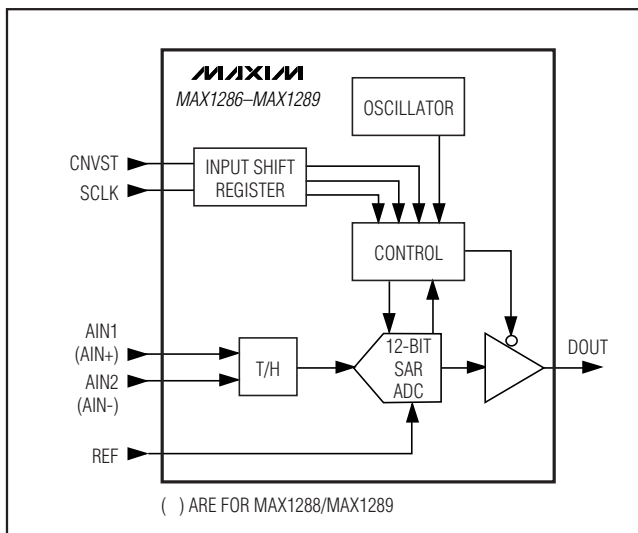 MAXIM
MAX1286–MAX1289
OSCILLATOR
CNVST
SCLK
INPUT SHIFT
REGISTER
CONTROL
AIN1
(AIN+)
AIN2
(AIN-)
T/H
12-BIT
SAR
ADC
DOUT
REF
( ) ARE FOR MAX1288/MAX1289